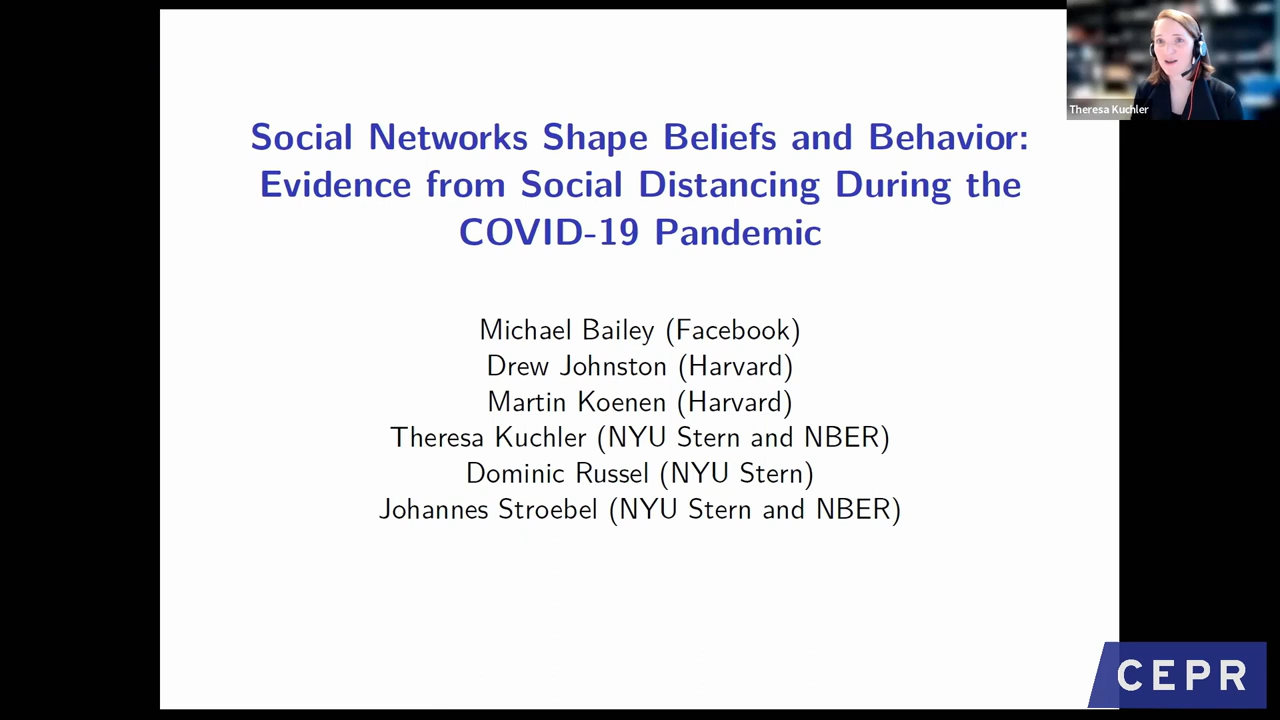 Social Networks Shape Beliefs and Behavior:
Evidence from Social Distancing During the
COVID-19 Pandemic
Michael Bailey (Facebook)
Drew Johnston (Harvard)
Martin Koenen (Harvard)
Theresa Kuchler (NYU Stern and NBER)
Dominic Russel (NYU Stern)
Johannes Stroebel (NYU Stern and NBER)
Theresa Kuchler
CEPR